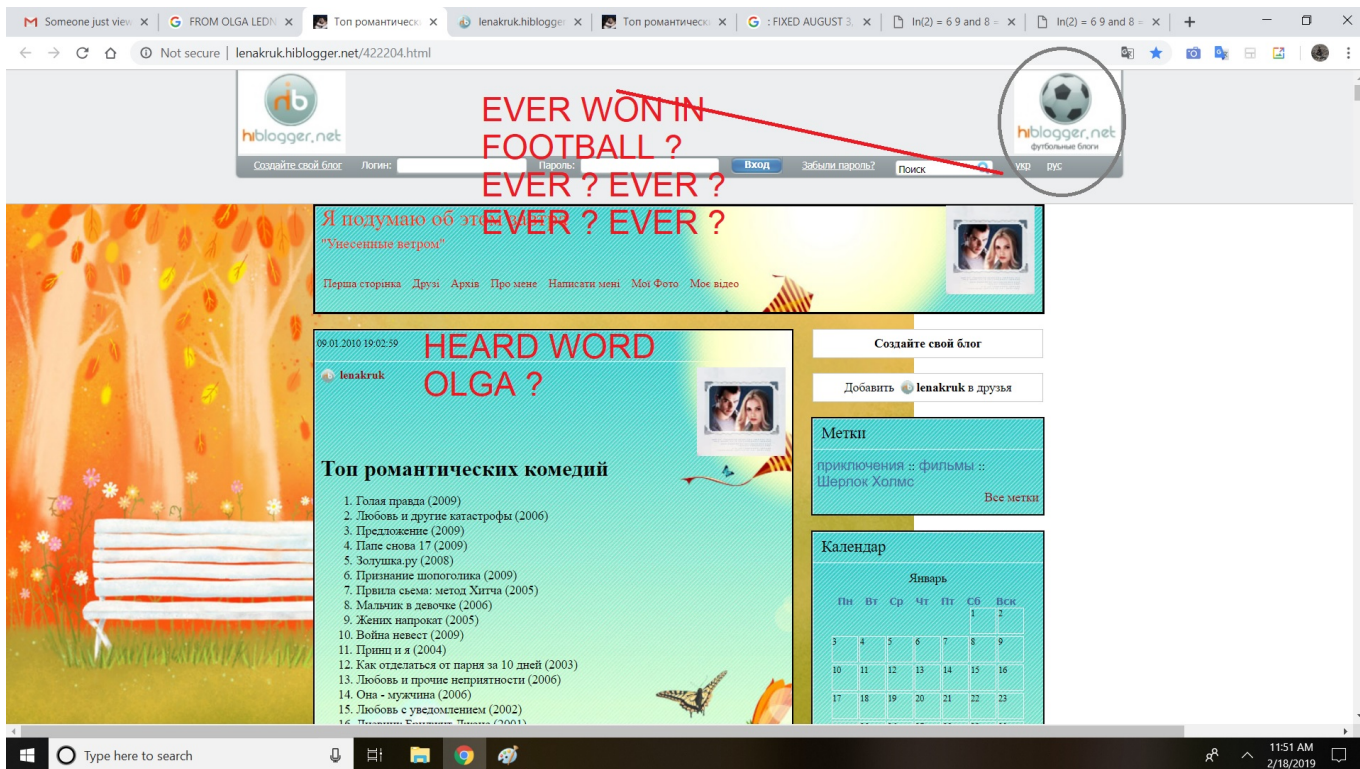 Someone just view
FROM OLGA LEDN
Топ романтическ
lenakruk.hiblogger
Топ романтическ
: FIXED AUGUST 3,
In(2) = 6 9 and 8 =
In(2) = 6 9 and 8 =
Not secure | lenakruk.hiblogger.net/422204.html
hiblogger.net
hiblogger.net
футбольные блоги
Создайте свой блог Логин: Пароль: Вход Забыли пароль? Поиск укр рус
EVER WON IN
FOOTBALL ?
EVER ? EVER ?
EVER ? EVER ?
Я подумаю об этом
"Унесенные ветром"
Перша сторінка Друзі Архів Про мене Написати мені Мої Фото Моє відео
09.01.2010 19:02:59
HEARD WORD
OLGA ?
lenakruk
Топ романтических комедий
1. Голая правда (2009)
2. Любовь и другие катастрофы (2006)
3. Предложение (2009)
4. Папе снова 17 (2009)
5. Золушка.ру (2008)
6. Признание шопоголика (2009)
7. Првила сьема: метод Хитча (2005)
8. Мальчик в девочке (2006)
9. Жених напрокат (2005)
10. Война невест (2009)
11. Принц и я (2004)
12. Как отделаться от парня за 10 дней (2003)
13. Любовь и прочие неприятности (2006)
14. Она - мужчина (2006)
15. Любовь с уведомлением (2002)
Создайте свой блог
Добавить lenakruk в друзья
Метки
приключения :: фильмы ::
Шерлок Холмс
Все метки
Календар
Январь
Пн Вт Ср Чт Пт Сб Вск
1 2
3 4 5 6 7 8 9
10 11 12 13 14 15 16
17 18 19 20 21 22 23
Type here to search
11:51 AM
2/18/2019